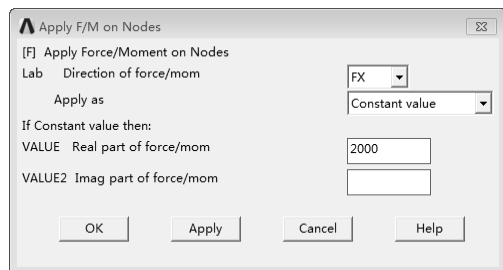 Apply F/M on Nodes
[F] Apply Force/Moment on Nodes
Lab Direction of force/mom FX
Apply as Constant value
If Constant value then:
VALUE Real part of force/mom 2000
VALUE2 Imag part of force/mom
OK Apply Cancel Help